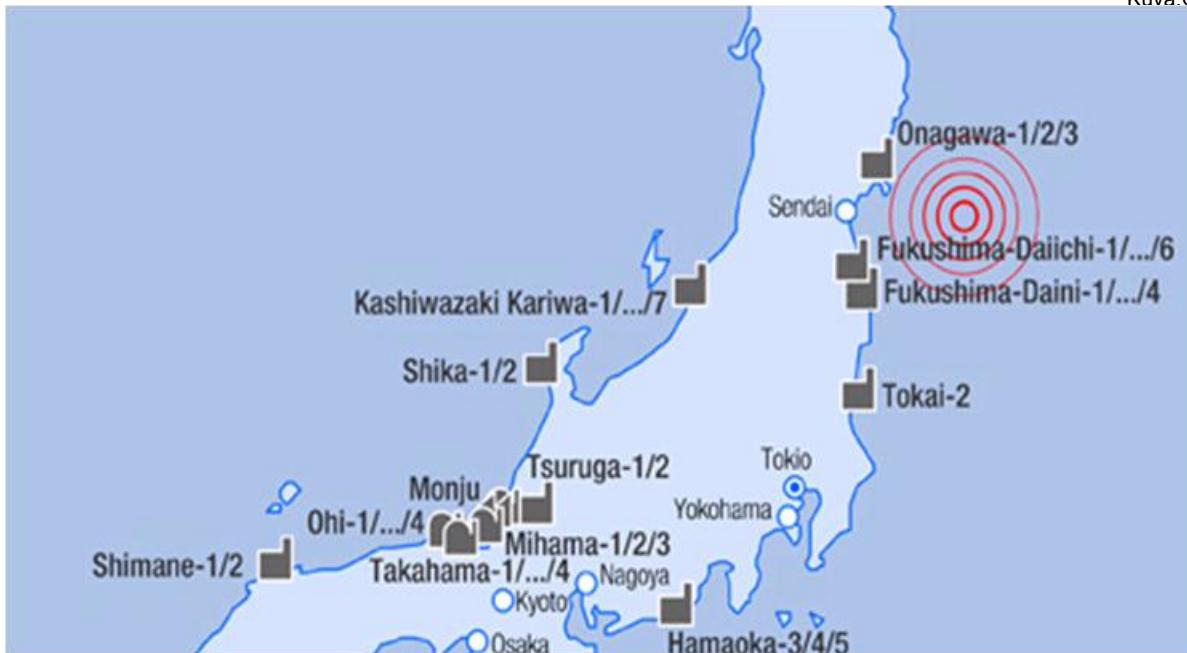 Onagawa-1/2/3
Sendai
Fukushima-Daiichi-1/.../6
Fukushima-Daini-1/.../4
Kashiwazaki Kariwa-1/.../7
Shika-1/2
Tokai-2
Tokio
Tsuruga-1/2
Monju
Yokohama
Ohi-1/.../4
Mihama-1/2/3
Shimane-1/2
Takahama-1/.../4
Nagoya
Kyoto
Osaka
Hamaoka-3/4/5